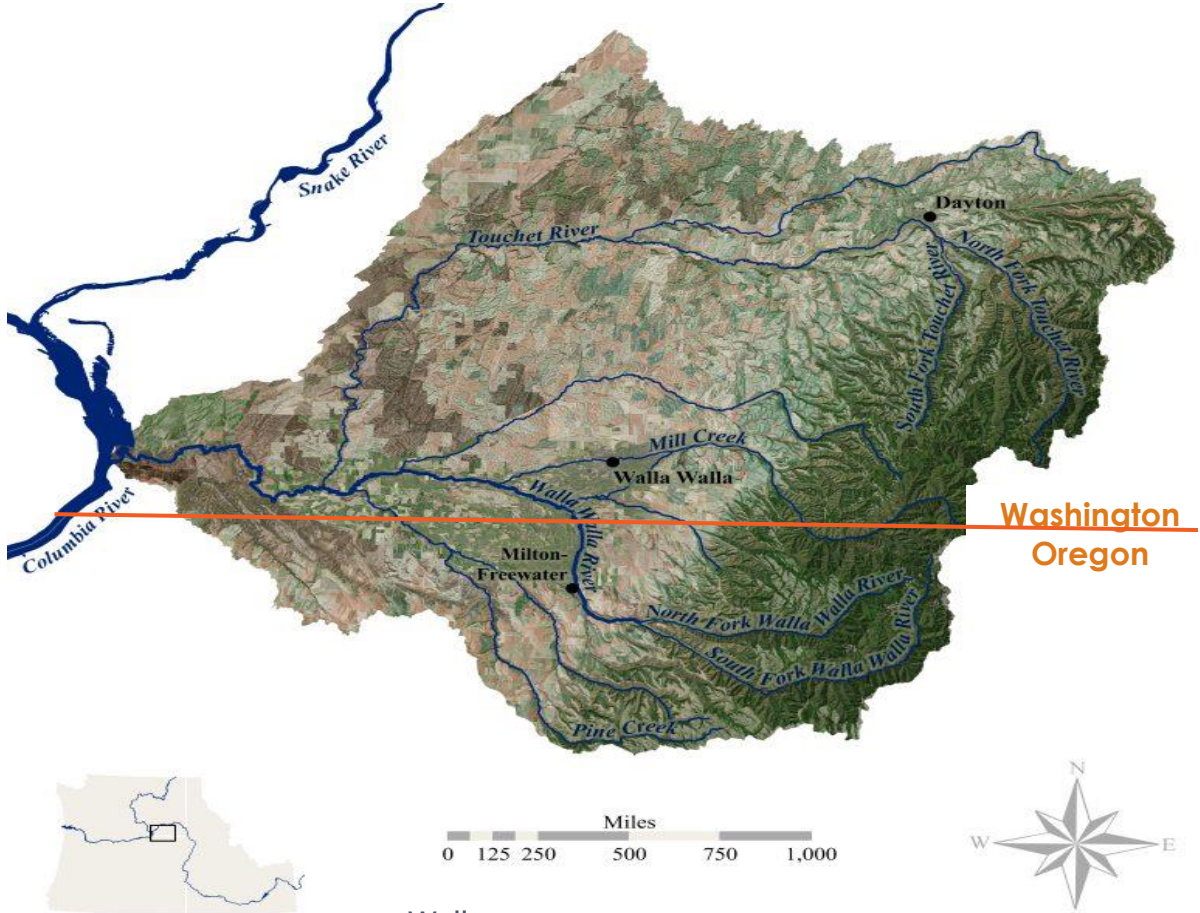 Snake River
Dayton
Touchet River
North Fork Touchet River
South Fork Touchet River
Mill Creek
Walla Walla
Walla Walla River
Columbia River
Washington
Oregon
Milton-
Freewater
North Fork Walla Walla River
South Fork Walla Walla River
Pine Creek
N
Miles
W
E
0 125 250 500 750 1,000